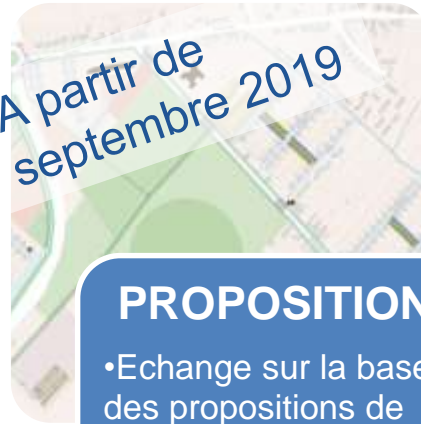 A partir de
septembre 2019
PROPOSITION
•Echange sur la base
des propositions de